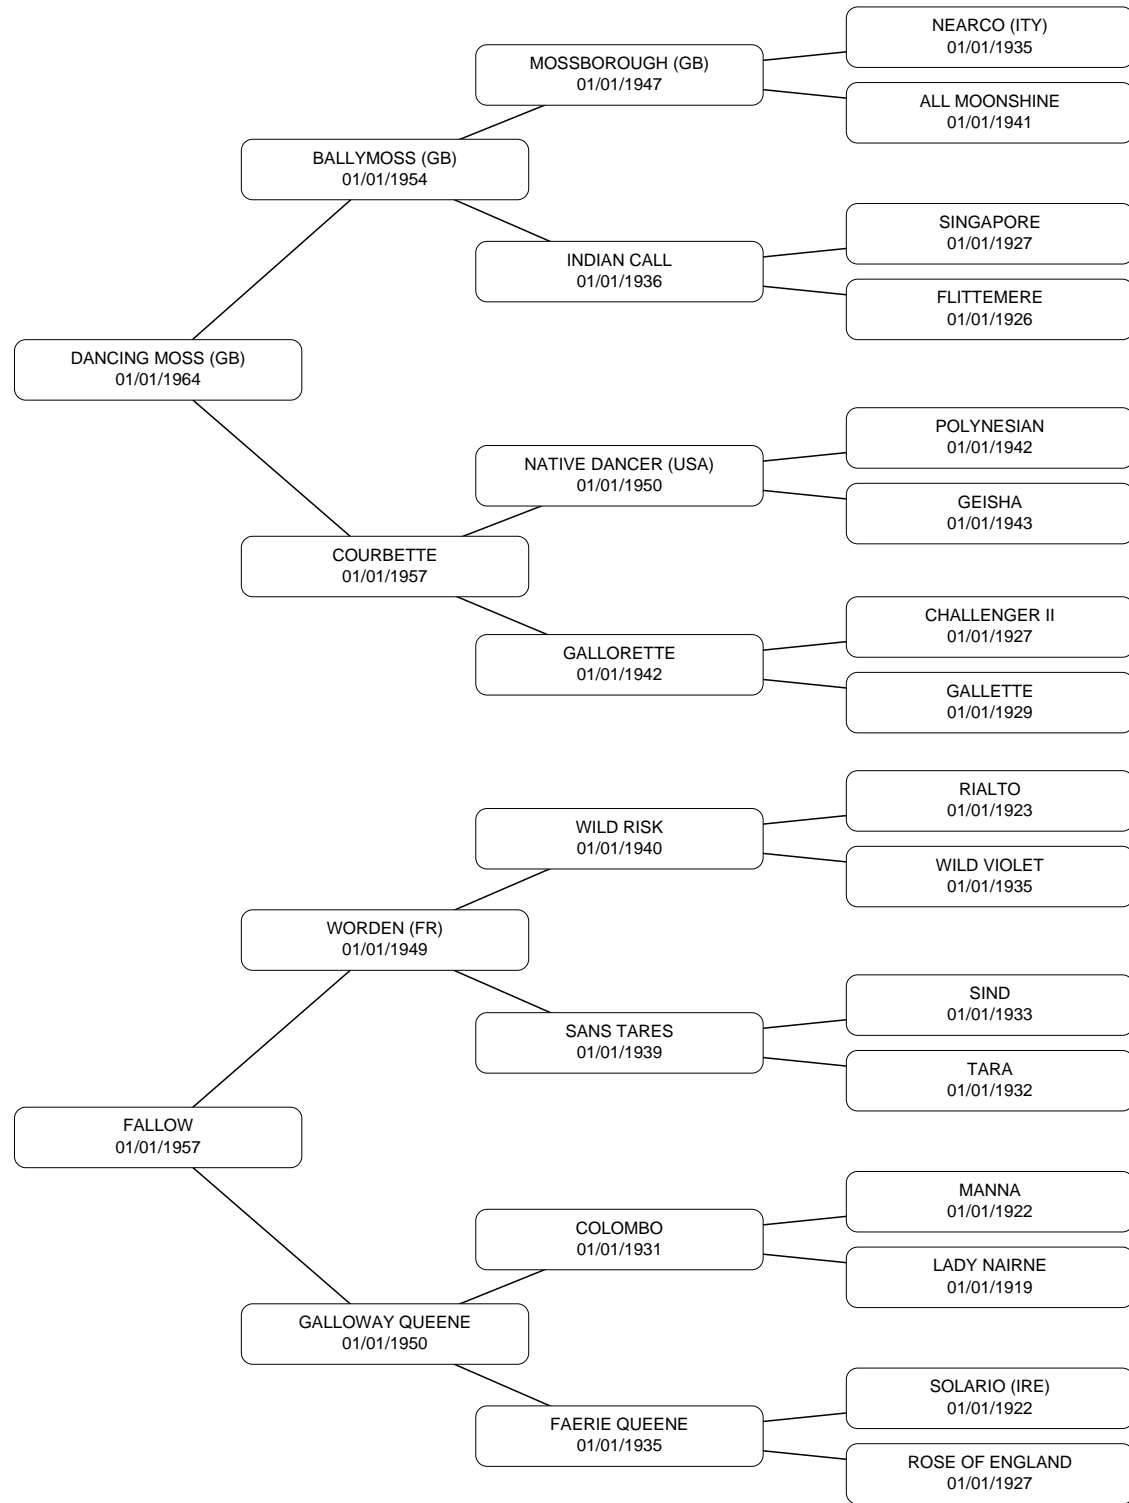 NEARCO (ITY)
01/01/1935
MOSSBOROUGH (GB)
01/01/1947
ALL MOONSHINE
01/01/1941
BALLYMOSS (GB)
01/01/1954
SINGAPORE
01/01/1927
INDIAN CALL
01/01/1936
FLITTEMERE
01/01/1926
DANCING MOSS (GB)
01/01/1964
POLYNESIAN
01/01/1942
NATIVE DANCER (USA)
01/01/1950
GEISHA
01/01/1943
COURBETTE
01/01/1957
CHALLENGER II
01/01/1927
GALLORETTE
01/01/1942
GALLETTE
01/01/1929
RIALTO
01/01/1923
WILD RISK
01/01/1940
WILD VIOLET
01/01/1935
WORDEN (FR)
01/01/1949
SIND
01/01/1933
SANS TARES
01/01/1939
TARA
01/01/1932
FALLOW
01/01/1957
MANNA
01/01/1922
COLOMBO
01/01/1931
LADY NAIRNE
01/01/1919
GALLOWAY QUEENE
01/01/1950
SOLARIO (IRE)
01/01/1922
FAERIE QUEENE
01/01/1935
ROSE OF ENGLAND
01/01/1927